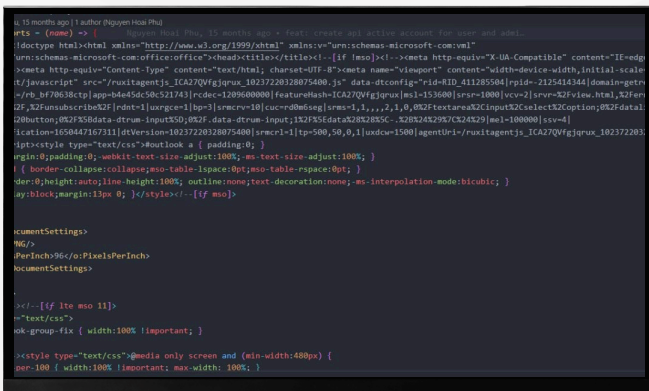 u, 15 months ago | 1 author (Nguyen Hoai Phu)
orts = (name) => { Nguyen Hoai Phu, 15 months ago • feat: create api active account for user and admi…
!doctype html><html xmlns="http://www.w3.org/1999/xhtml" xmlns:v="urn:schemas-microsoft-com:vml"
"urn:schemas-microsoft-com:office:office"><head><title></title><!--[if !mso]><!--><meta http-equiv="X-UA-Compatible" content="IE=edg
><meta http-equiv="Content-Type" content="text/html; charset=UTF-8"><meta name="viewport" content="width=device-width,initial-scale
t/javascript" src="/ruxitagentjs_ICA27QVfgjqrux_10237220328075400.js" data-dtconfig="rid=RID_411285504|rpid=-2125414344|domain=getre
=/rb_bf70638ctp|app=b4e45dc50c521743|rcdec=1209600000|featureHash=ICA27QVfgjqrux|msl=153600|srsr=1000|vcv=2|srvr=%2Fview.html,%2Fer
2F,%2Funsubscribe%2F|rdnt=1|uxrgce=1|bp=3|srmcrv=10|cuc=rd0m6seg|srms=1,1,,,,2,1,0,0%2Ftextarea%2Cinput%2Cselect%2Coption;0%2Fdatal:
20button;0%2F%5Bdata-dtrum-input%5D;0%2F.data-dtrum-input;1%2F%5Edata%28%28%5C-.%2B%24%29%7C%24%29|mel=100000|ssv=4|
fication=1650447167311|dtVersion=10237220328075400|srmcrl=1|tp=500,50,0,1|uxdcw=1500|agentUri=/ruxitagentjs_ICA27QVfgjqrux_102372203
ipt><style type="text/css">#outlook a { padding:0; }
argin:0;padding:0;-webkit-text-size-adjust:100%;-ms-text-size-adjust:100%; }
{ border-collapse:collapse;mso-table-lspace:0pt;mso-table-rspace:0pt; }
der:0;height:auto;line-height:100%; outline:none;text-decoration:none;-ms-interpolation-mode:bicubic; }
ay:block;margin:13px 0; }</style><!--[if mso]>
cumentSettings>
PNG/>
sPerInch>96</o:PixelsPerInch>
DocumentSettings>
><!--[if lte mso 11]>
="text/css">
ook-group-fix { width:100% !important; }
><style type="text/css">@media only screen and (min-width:480px) {
per-100 { width:100% !important; max-width: 100%; }